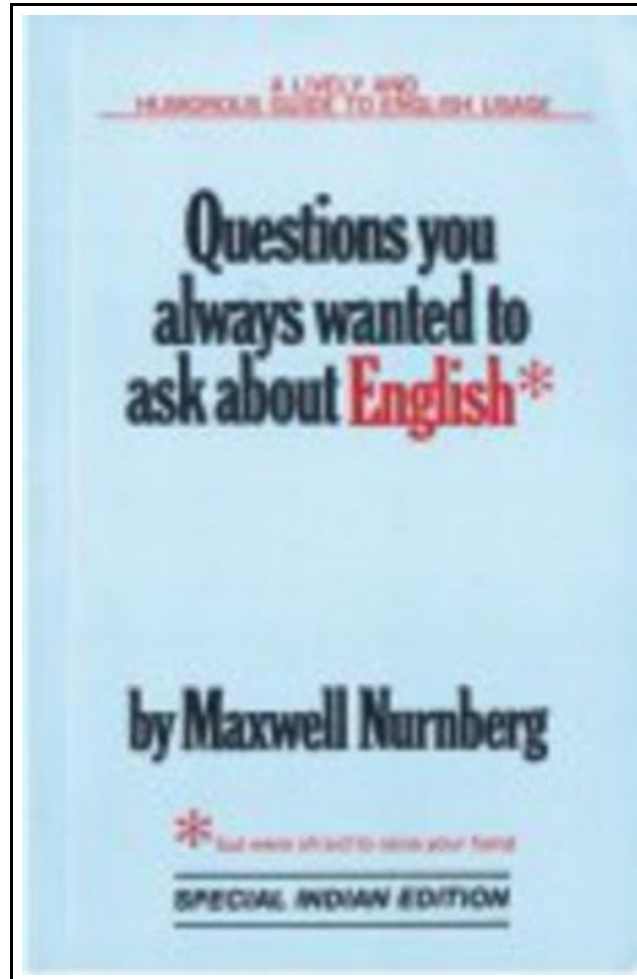 A LIVELY AND
HUMOROUS GUIDE TO ENGLISH USAGE
Questions you
always wanted to
ask about English*
by Maxwell Nurnberg
* but were afraid to raise your hand
SPECIAL INDIAN EDITION